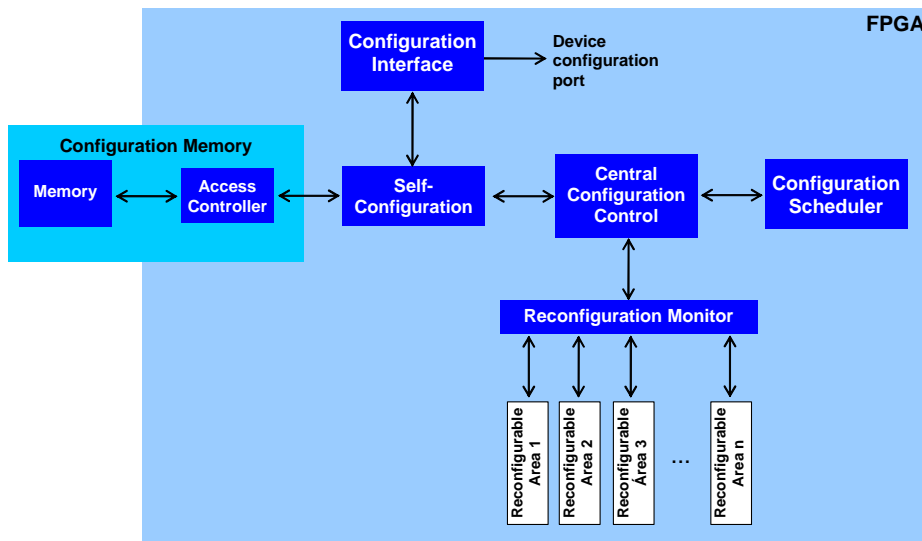 FPGA
Configuration
Interface
Device
configuration
port
Configuration Memory
Memory
Access
Controller
Self-
Configuration
Central
Configuration
Control
Configuration
Scheduler
Reconfiguration Monitor
Reconfigurable
Area 1
Reconfigurable
Area 2
Reconfigurable
Área 3
...
Reconfigurable
Area n